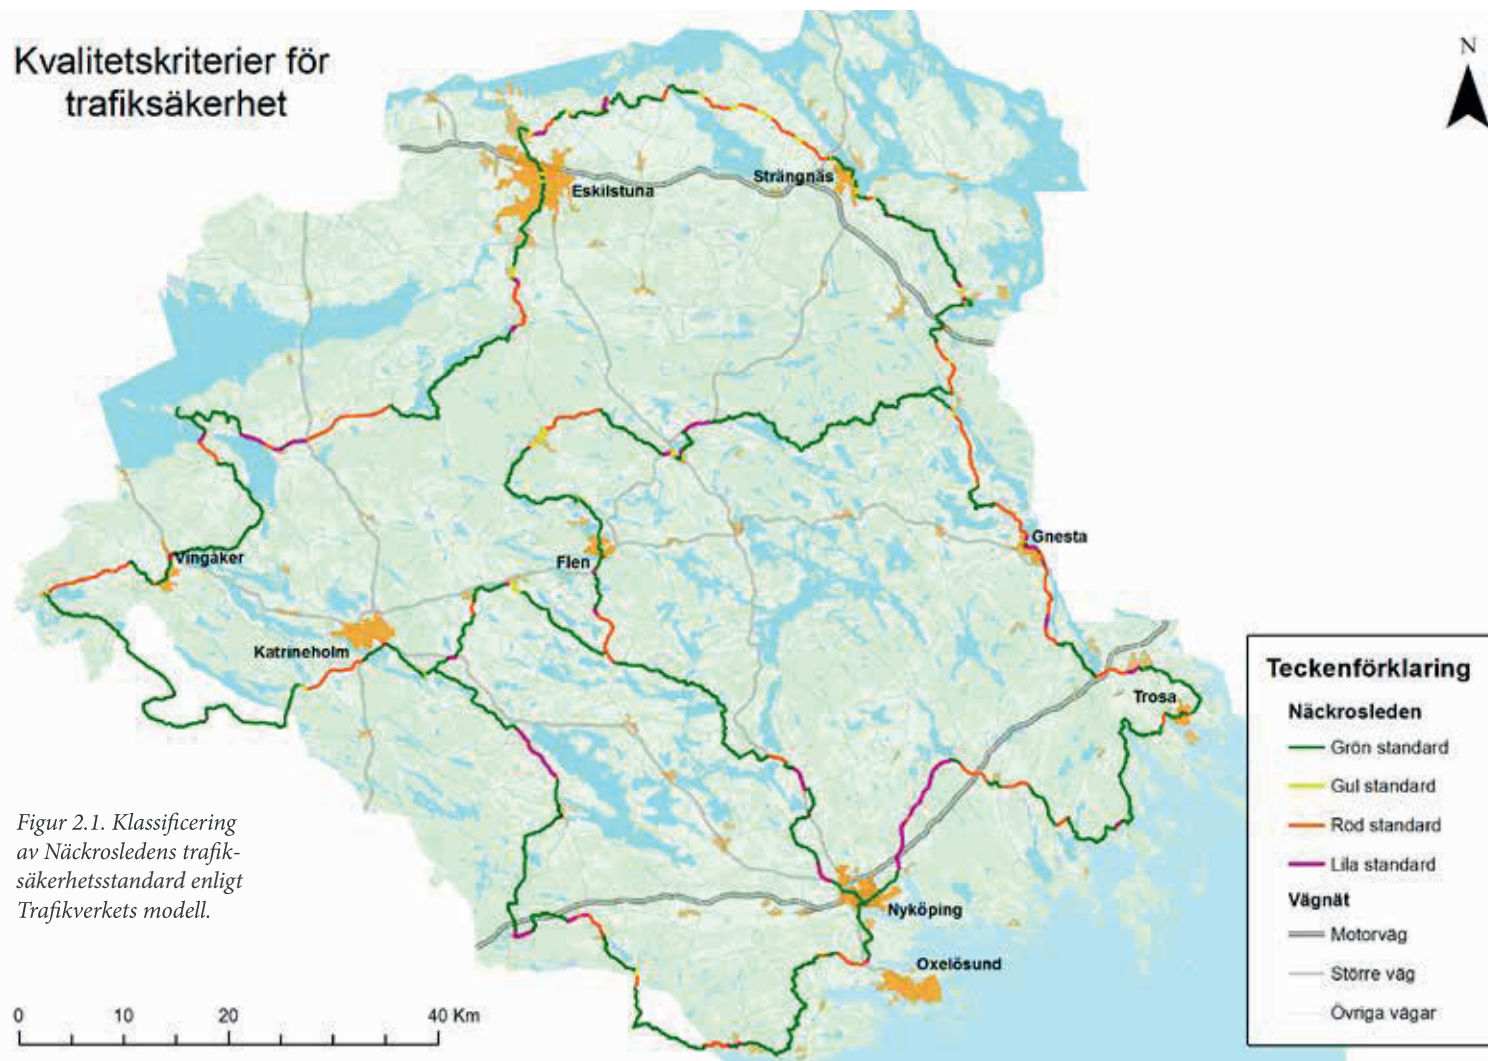 Kvalitetskriterier för
trafiksäkerhet
N
Eskilstuna
Strängnäs
Gnesta
Flen
Vingåker
Katrineholm
Trosa
Nyköping
Oxelösund
Figur 2.1. Klassificering
av Näckrosledens trafik-
säkerhetsstandard enligt
Trafikverkets modell.
0 10 20 40 Km
Teckenförklaring
Näckrosleden
Grön standard
Gul standard
Röd standard
Lila standard
Vägnät
Motorväg
Större väg
Övriga vägar